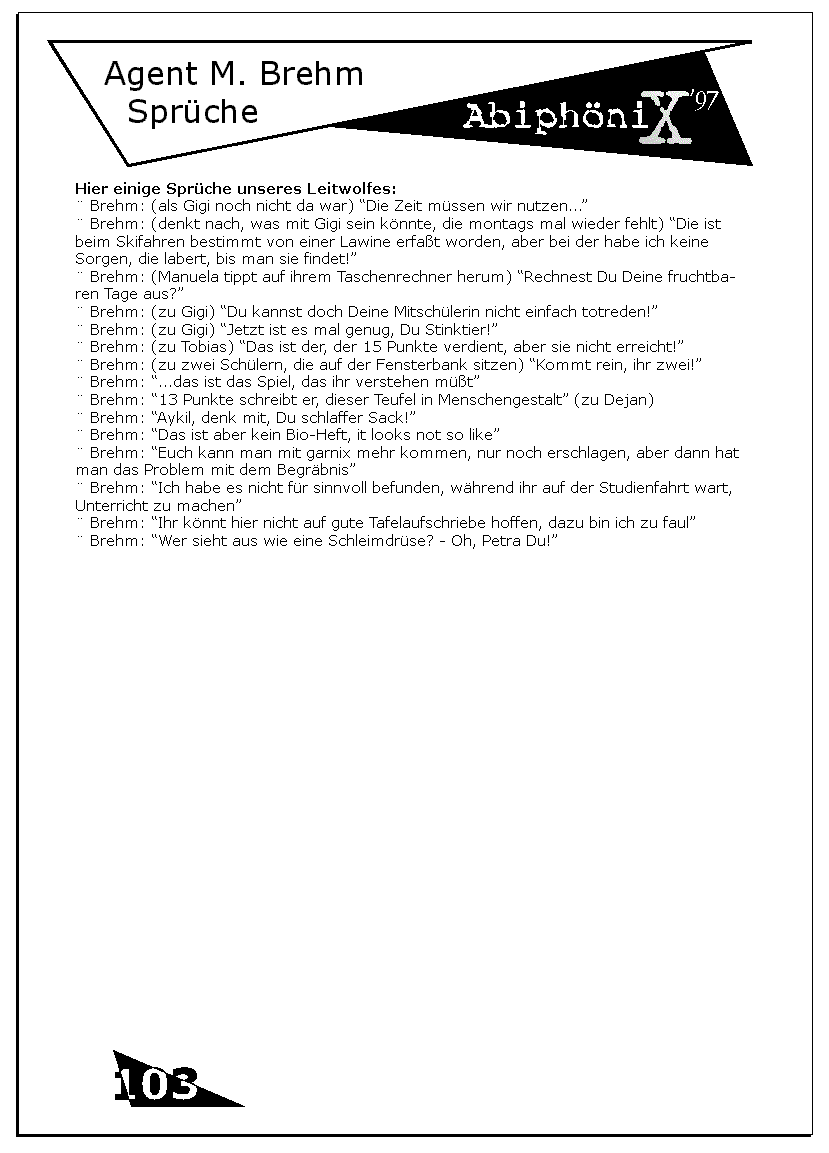 Agent M. Brehm
Sprüche
AbiphöniX '97
Hier einige Sprüche unseres Leitwolfes:
¨ Brehm: (als Gigi noch nicht da war) “Die Zeit müssen wir nutzen...”
¨ Brehm: (denkt nach, was mit Gigi sein könnte, die montags mal wieder fehlt) “Die ist
beim Skifahren bestimmt von einer Lawine erfaßt worden, aber bei der habe ich keine
Sorgen, die labert, bis man sie findet!”
¨ Brehm: (Manuela tippt auf ihrem Taschenrechner herum) “Rechnest Du Deine fruchtba-
ren Tage aus?”
¨ Brehm: (zu Gigi) “Du kannst doch Deine Mitschülerin nicht einfach totreden!”
¨ Brehm: (zu Gigi) “Jetzt ist es mal genug, Du Stinktier!”
¨ Brehm: (zu Tobias) “Das ist der, der 15 Punkte verdient, aber sie nicht erreicht!”
¨ Brehm: (zu zwei Schülern, die auf der Fensterbank sitzen) “Kommt rein, ihr zwei!”
¨ Brehm: “...das ist das Spiel, das ihr verstehen müßt”
¨ Brehm: “13 Punkte schreibt er, dieser Teufel in Menschengestalt” (zu Dejan)
¨ Brehm: “Aykil, denk mit, Du schlaffer Sack!”
¨ Brehm: “Das ist aber kein Bio-Heft, it looks not so like”
¨ Brehm: “Euch kann man mit garnix mehr kommen, nur noch erschlagen, aber dann hat
man das Problem mit dem Begräbnis”
¨ Brehm: “Ich habe es nicht für sinnvoll befunden, während ihr auf der Studienfahrt wart,
Unterricht zu machen”
¨ Brehm: “Ihr könnt hier nicht auf gute Tafelaufschriebe hoffen, dazu bin ich zu faul”
¨ Brehm: “Wer sieht aus wie eine Schleimdrüse? - Oh, Petra Du!”
103